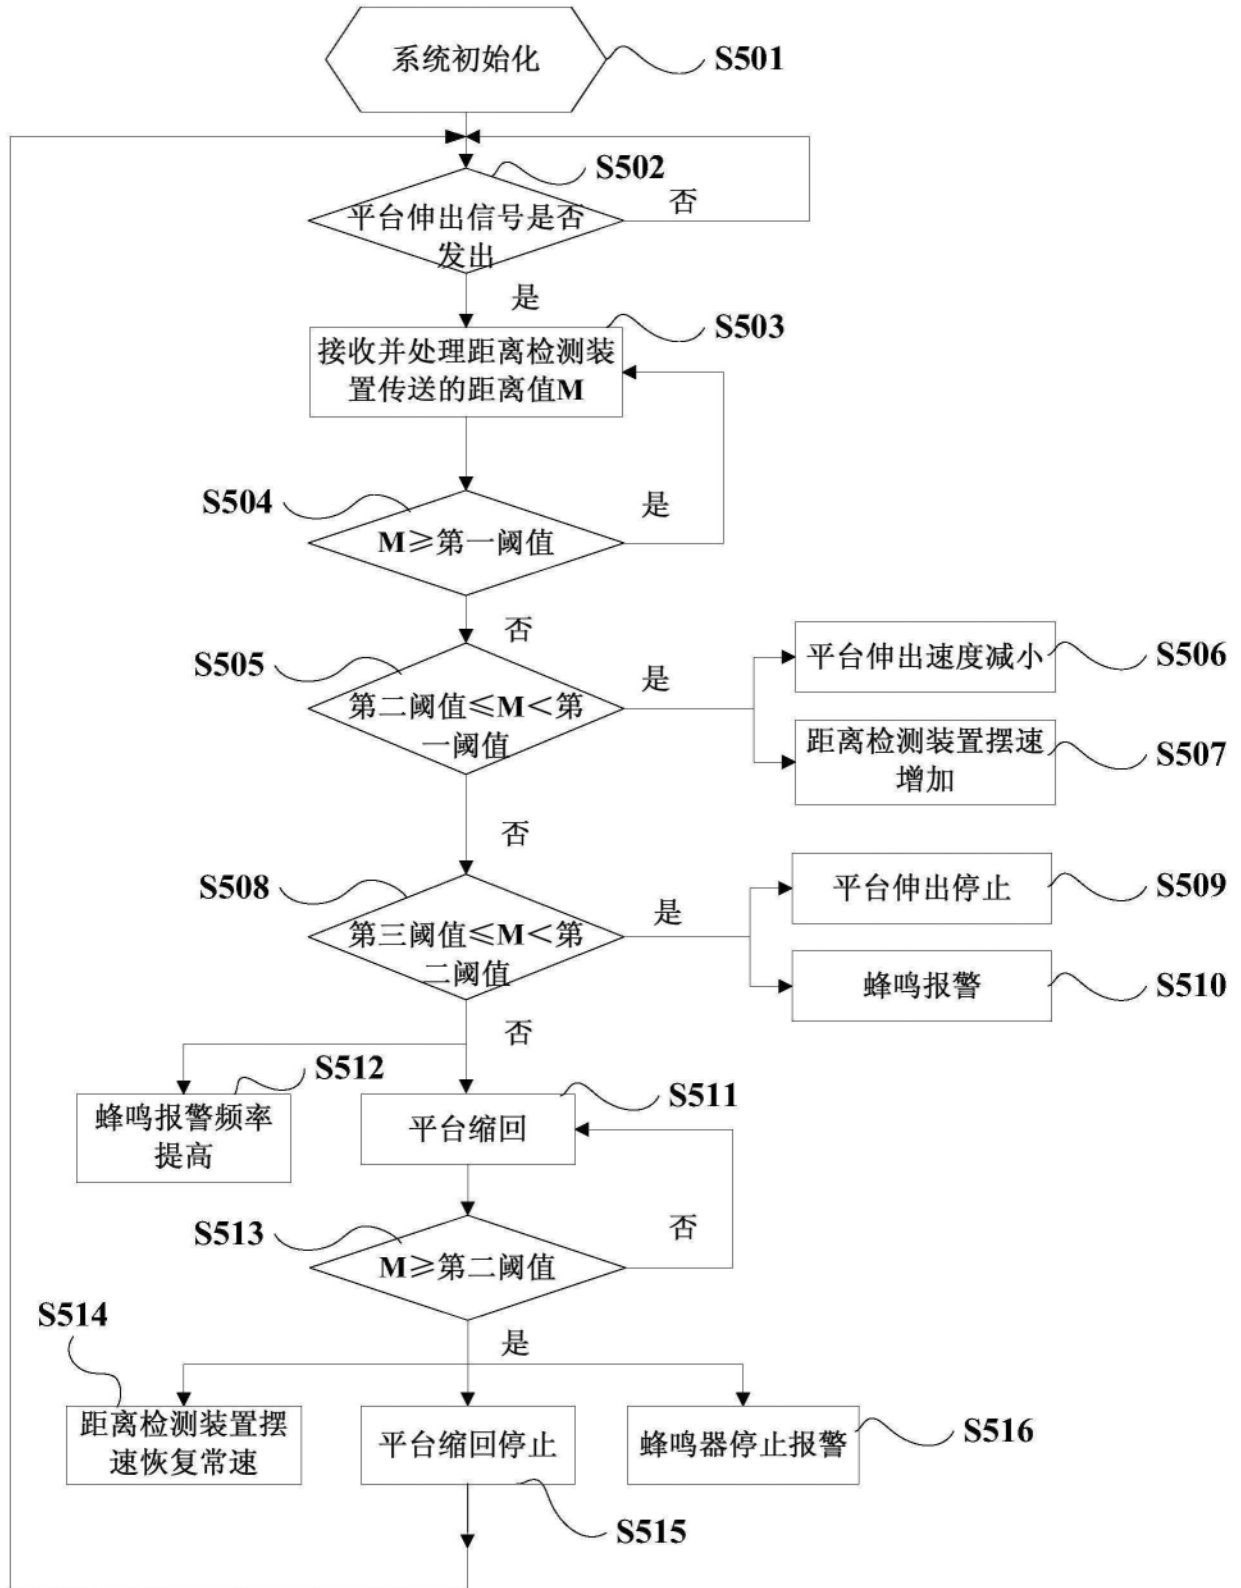 系统初始化
S501
S502
平台伸出信号是否
发出
否
是
S503
接收并处理距离检测装
置传送的距离值M
S504
M≥第一阈值
是
否
S505
第二阈值≤M＜第
一阈值
是
平台伸出速度减小
S506
距离检测装置摆速
增加
S507
否
S508
第三阈值≤M＜第
二阈值
是
平台伸出停止
S509
蜂鸣报警
S510
否
S512
蜂鸣报警频率
提高
S511
平台缩回
S513
M≥第二阈值
否
是
S514
距离检测装置摆
速恢复常速
平台缩回停止
S515
蜂鸣器停止报警
S516